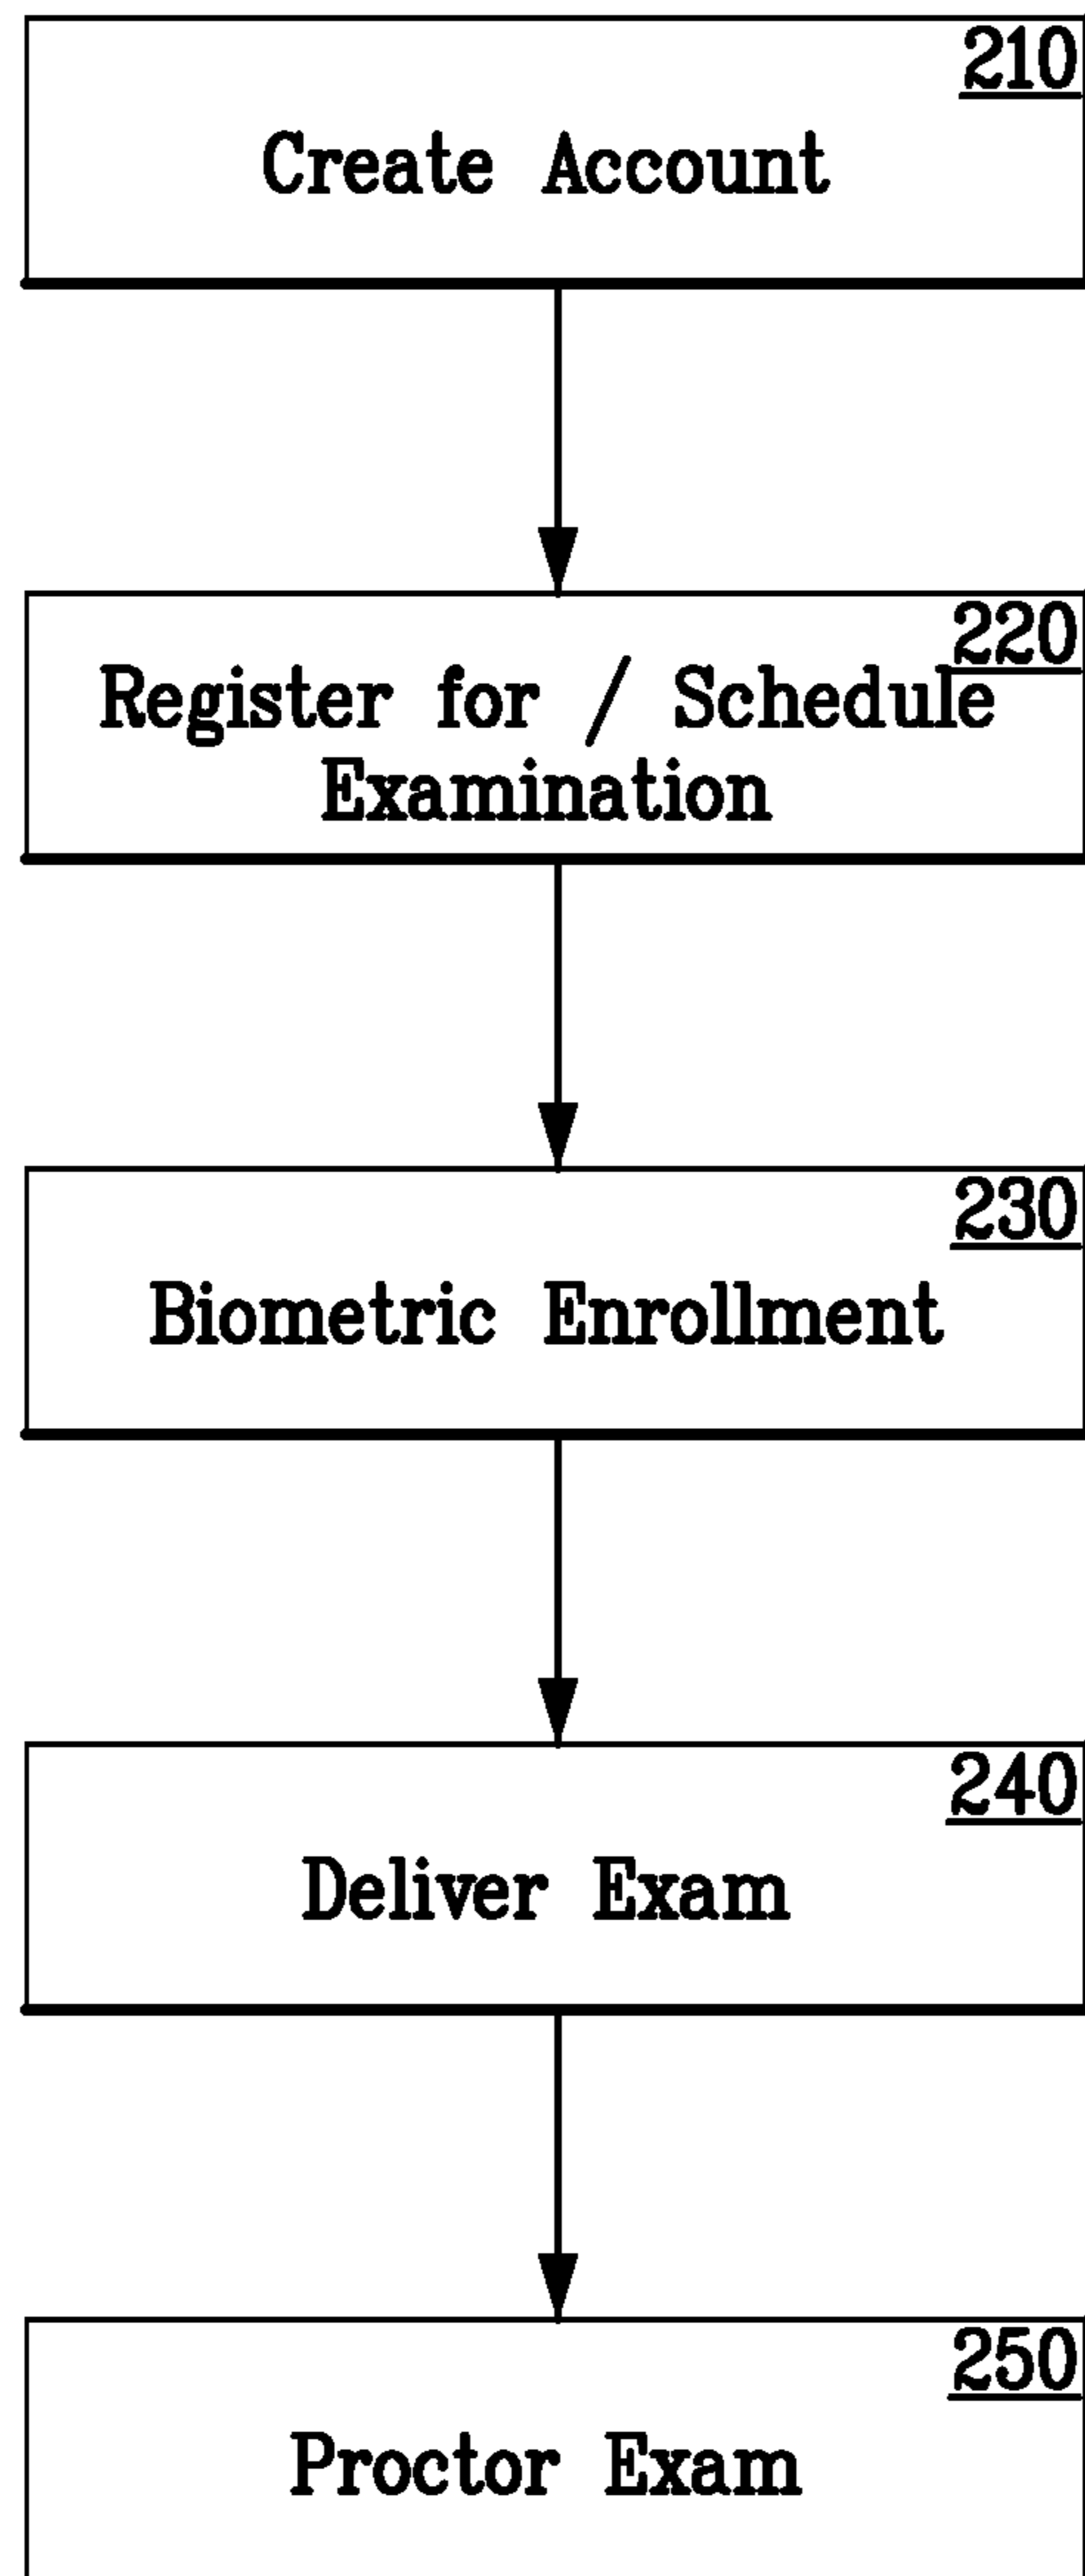 210
Create Account
220
Register for / Schedule
Examination
230
Biometric Enrollment
240
Deliver Exam
250
Proctor Exam